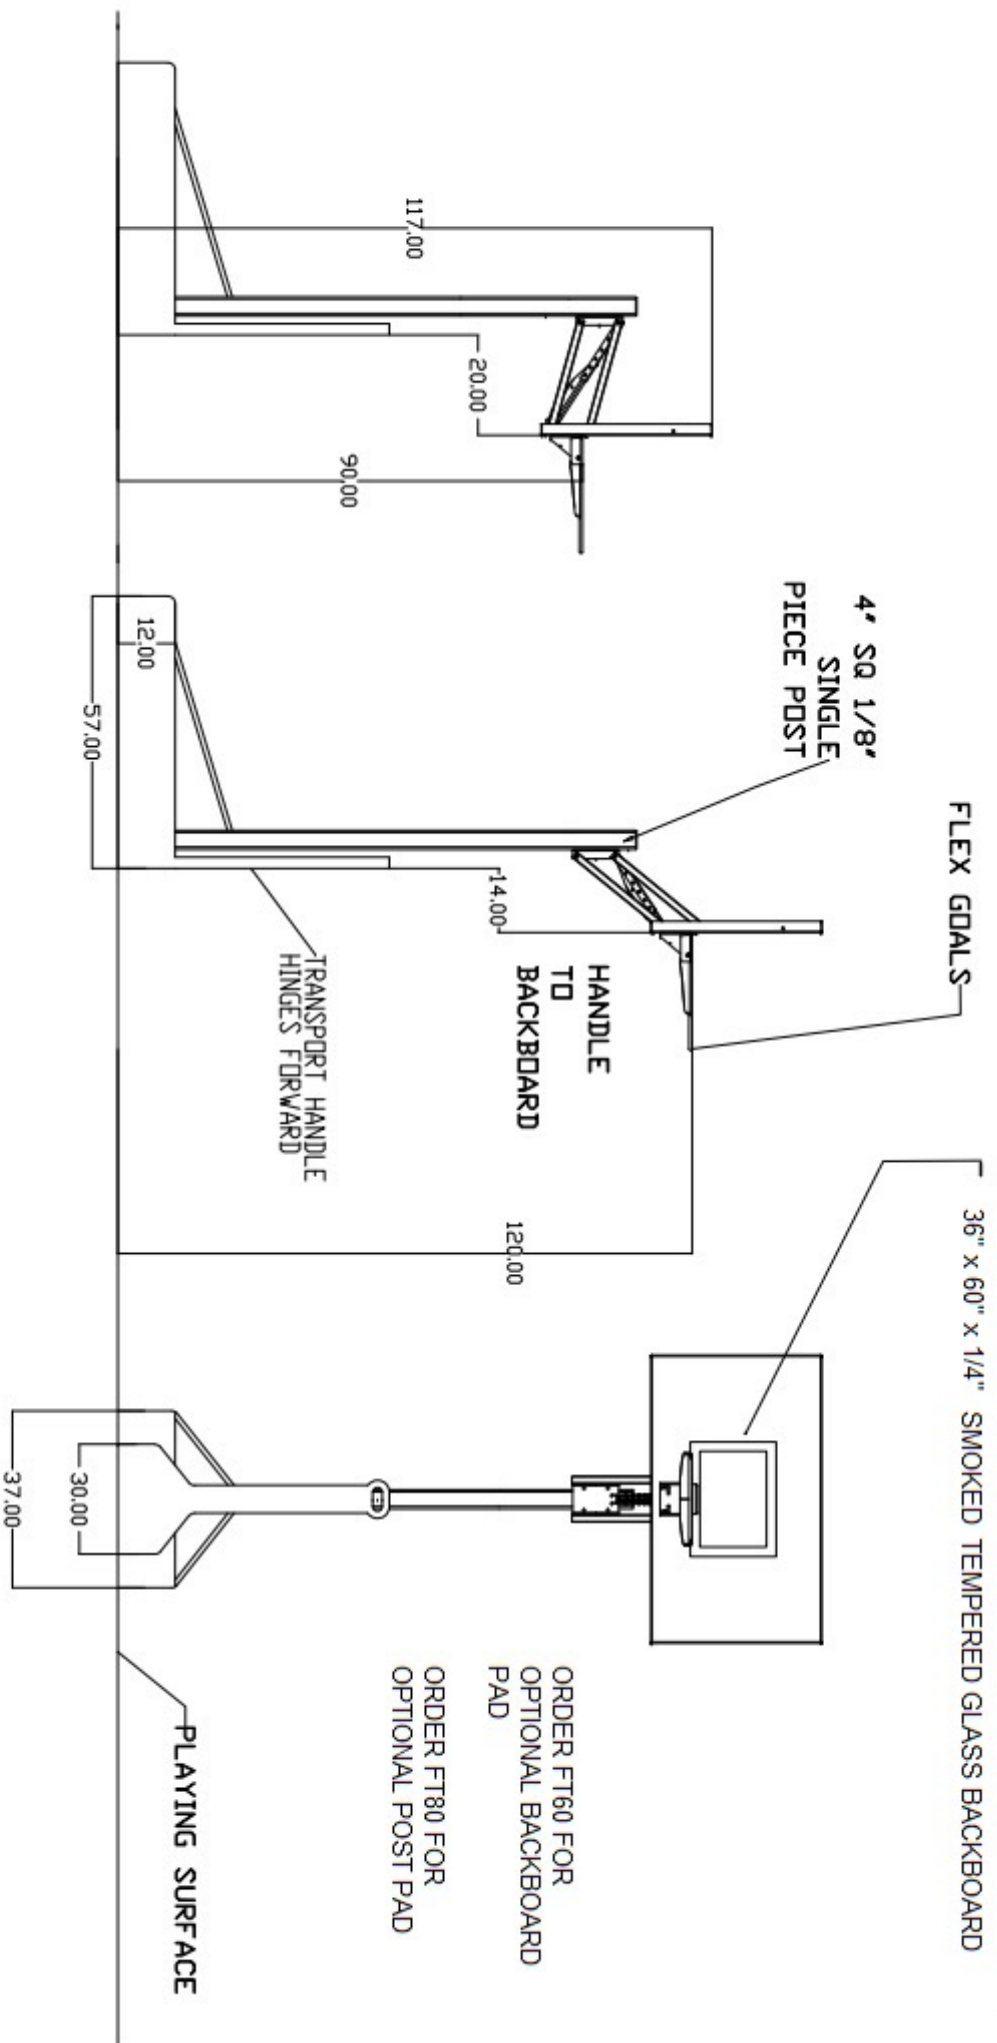 36" x 60" x 1/4" SMOKED TEMPERED GLASS BACKBOARD
FLEX GOALS
4" SQ 1/8"
SINGLE
PIECE POST
HANDLE
TO
BACKBOARD
TRANSPORT HANDLE
HINGES FORWARD
117.00
20.00
90.00
12.00
57.00
14.00
120.00
30.00
37.00
ORDER FT60 FOR
OPTIONAL BACKBOARD
PAD
ORDER FT80 FOR
OPTIONAL POST PAD
PLAYING SURFACE